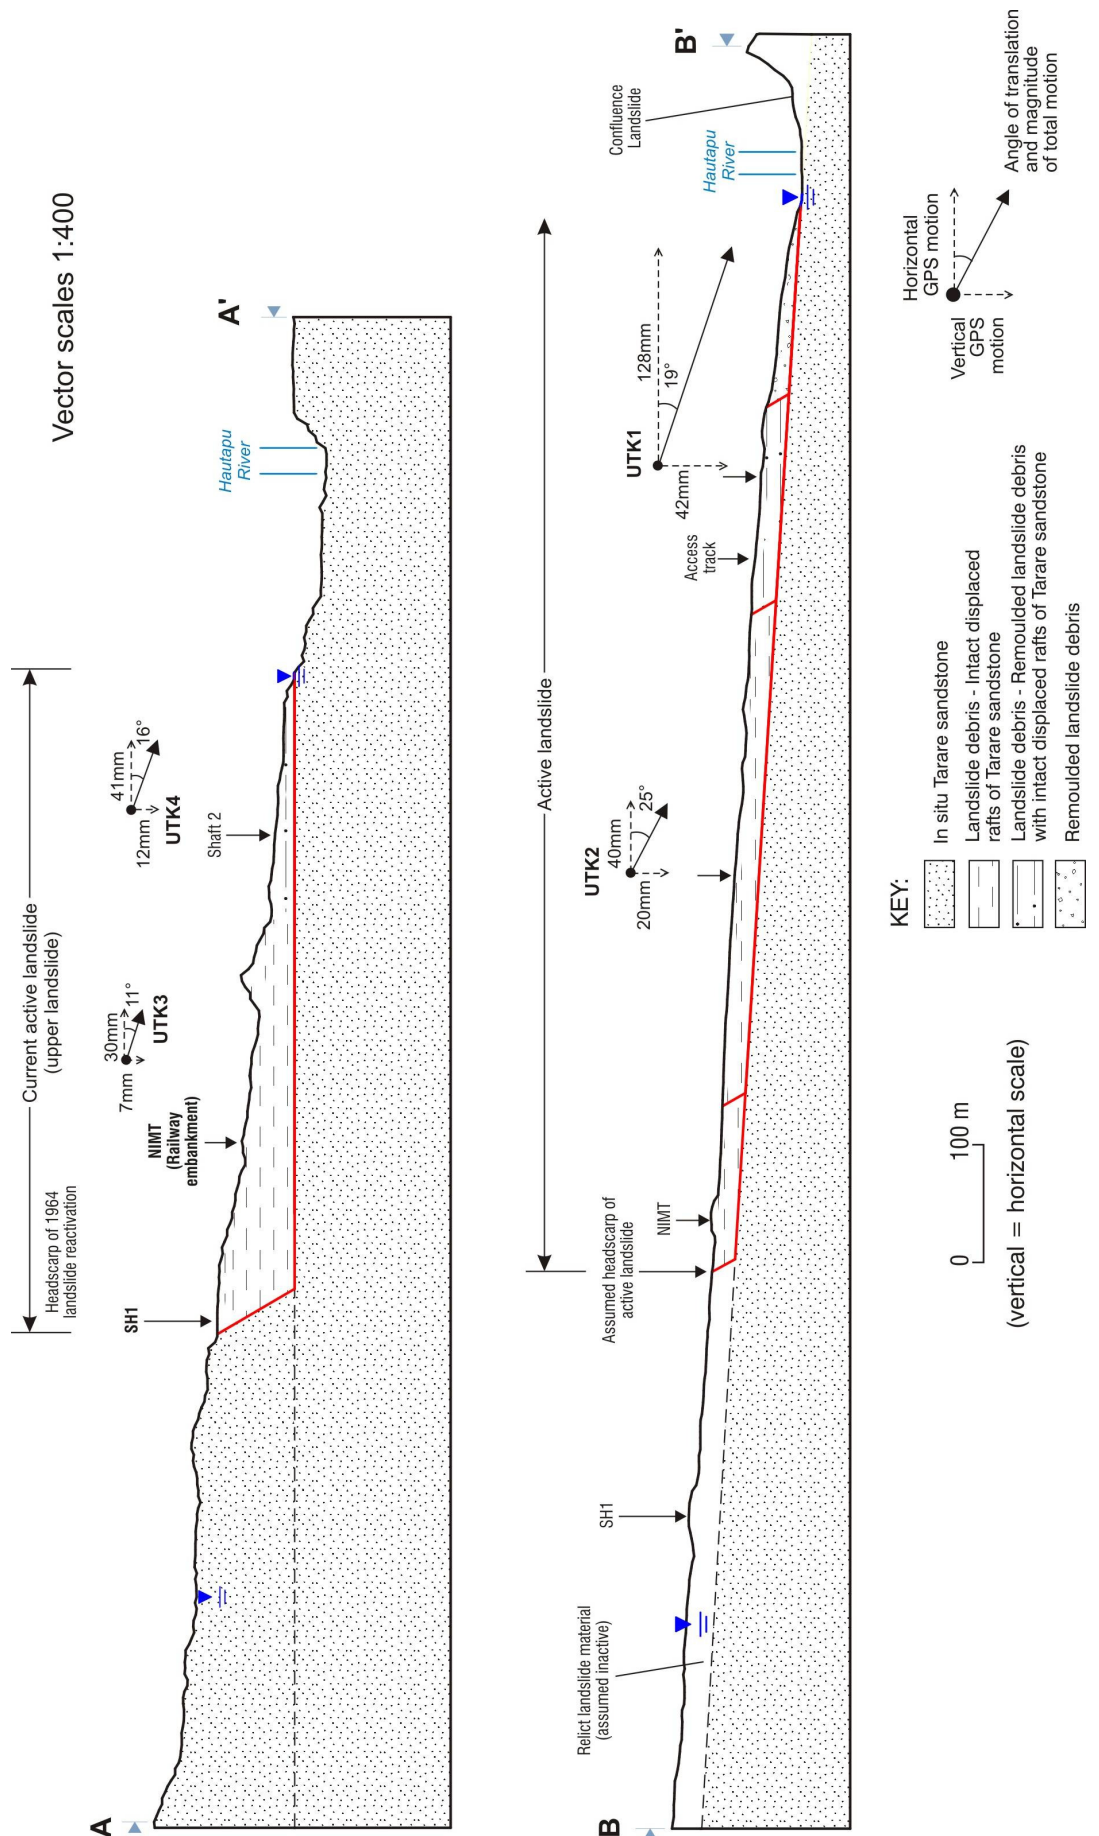 Vector scales 1:400
A
A'
Current active landslide
(upper landslide)
Headscarp of 1964
landslide reactivation
SH1
NIMT
(Railway
embankment)
7mm
30mm
11°
UTK3
12mm
41mm
16°
UTK4
Shaft 2
Hautapu
River
B
B'
Active landslide
Relict landslide material
(assumed inactive)
SH1
Assumed headscarp of
active landslide
NIMT
UTK2
20mm
40mm
25°
Access
track
UTK1
42mm
128mm
19°
Hautapu
River
Confluence
Landslide
0
100 m
(vertical = horizontal scale)
KEY:
In situ Tarare sandstone
Landslide debris - Intact displaced
rafts of Tarare sandstone
Landslide debris - Remoulded landslide debris
with intact displaced rafts of Tarare sandstone
Remoulded landslide debris
Vertical
GPS
motion
Horizontal
GPS motion
Angle of translation
and magnitude
of total motion